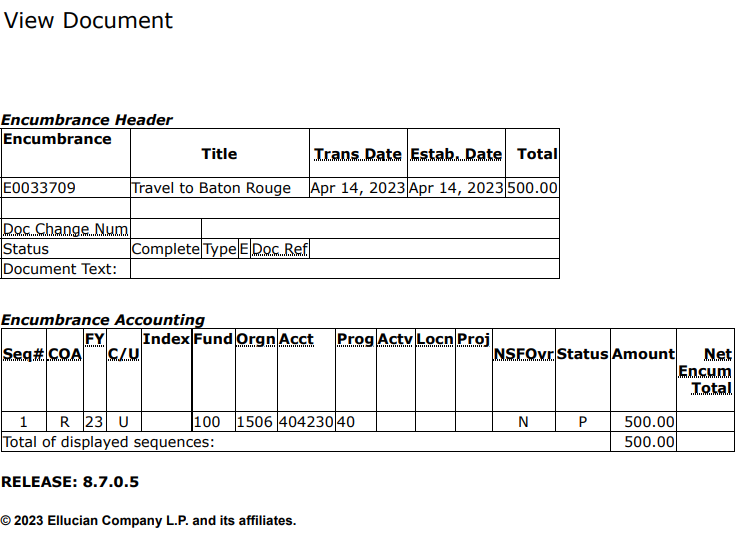 View Document
Encumbrance Header
Encumbrance Title Trans Date Estab. Date Total
E0033709 Travel to Baton Rouge Apr 14, 2023 Apr 14, 2023 500.00
Doc Change Num
Status Complete Type E Doc Ref
Document Text:
Encumbrance Accounting
Seq# COA FY C/U Index Fund Orgn Acct Prog Actv Locn Proj NSFOvr Status Amount Net Encum Total
1 R 23 U 100 1506 404230 40 N P 500.00
Total of displayed sequences: 500.00
RELEASE: 8.7.0.5
© 2023 Ellucian Company L.P. and its affiliates.